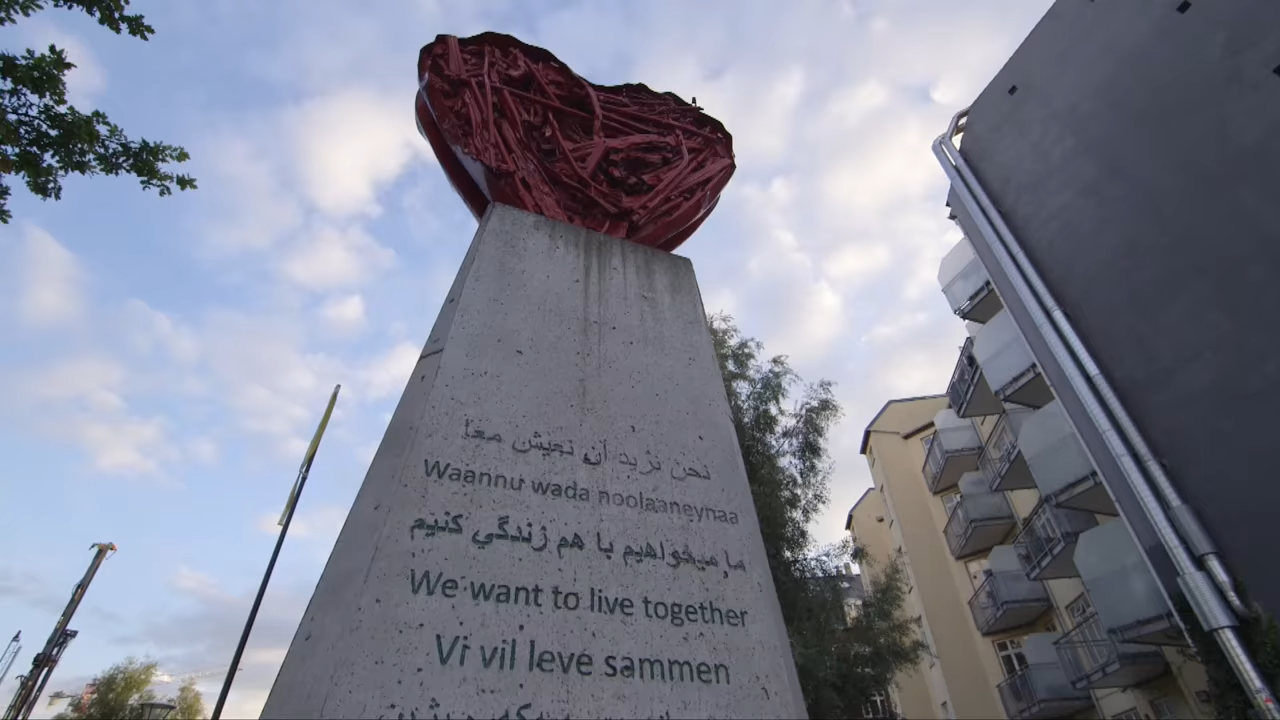 نحن نريد أن نعيش معا
Waannu wada noolaaneynaa
ما میخواهیم با هم زندگي کنیم
We want to live together
Vi vil leve sammen